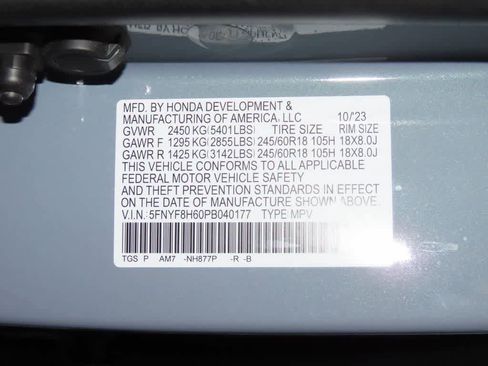 MFD. BY HONDA DEVELOPMENT &
MANUFACTURING OF AMERICA, LLC 10/'23
GVWR 2450 KG(5401LBS) TIRE SIZE RIM SIZE
GAWR F 1295 KG(2855LBS) 245/60R18 105H 18X8.0J
GAWR R 1425 KG(3142LBS) 245/60R18 105H 18X8.0J
THIS VEHICLE CONFORMS TO ALL APPLICABLE
FEDERAL MOTOR VEHICLE SAFETY
AND THEFT PREVENTION STANDARDS IN EFFECT
ON THE DATE OF MANUFACTURE SHOWN ABOVE.
V.I.N.:5FNYF8H60PB040177 TYPE MPV
TGS P AM7 -NH877P -R -B